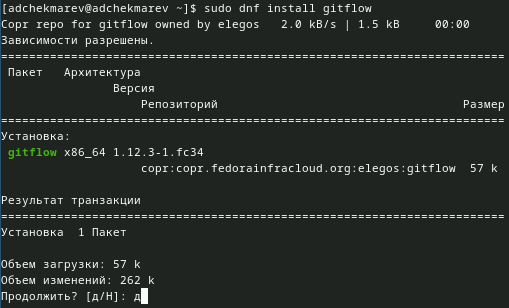 [adchekmarev@adchekmarev ~]$ sudo dnf install gitflow
Copr repo for gitflow owned by elegos   2.0 kB/s | 1.5 kB     00:00
Зависимости разрешены.
========================================================================
 Пакет   Архитектура
                Версия
                    Репозиторий                                   Размер
========================================================================
Установка:
 gitflow x86_64 1.12.3-1.fc34
                    copr:copr.fedorainfracloud.org:elegos:gitflow  57 k

Результат транзакции
========================================================================
Установка  1 Пакет

Объем загрузки: 57 k
Объем изменений: 262 k
Продолжить? [д/Н]: д